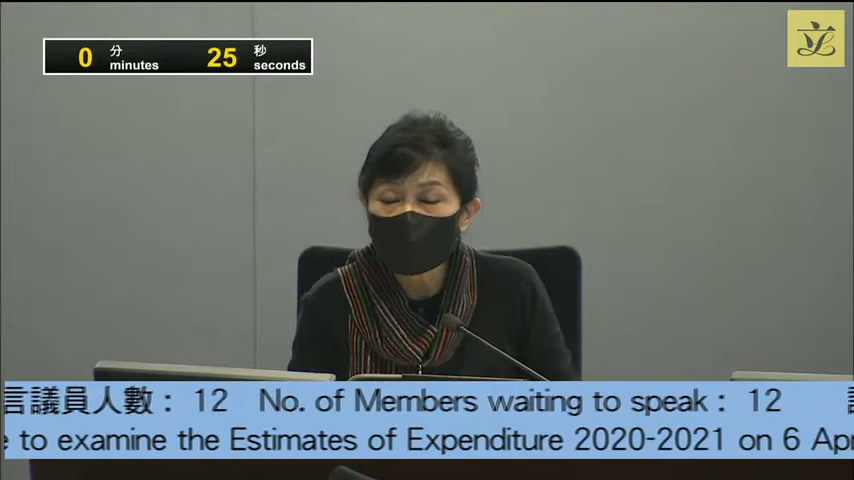 0 分 minutes 25 秒 seconds
言議員人數： 12 No. of Members waiting to speak： 12
to examine the Estimates of Expenditure 2020-2021 on 6